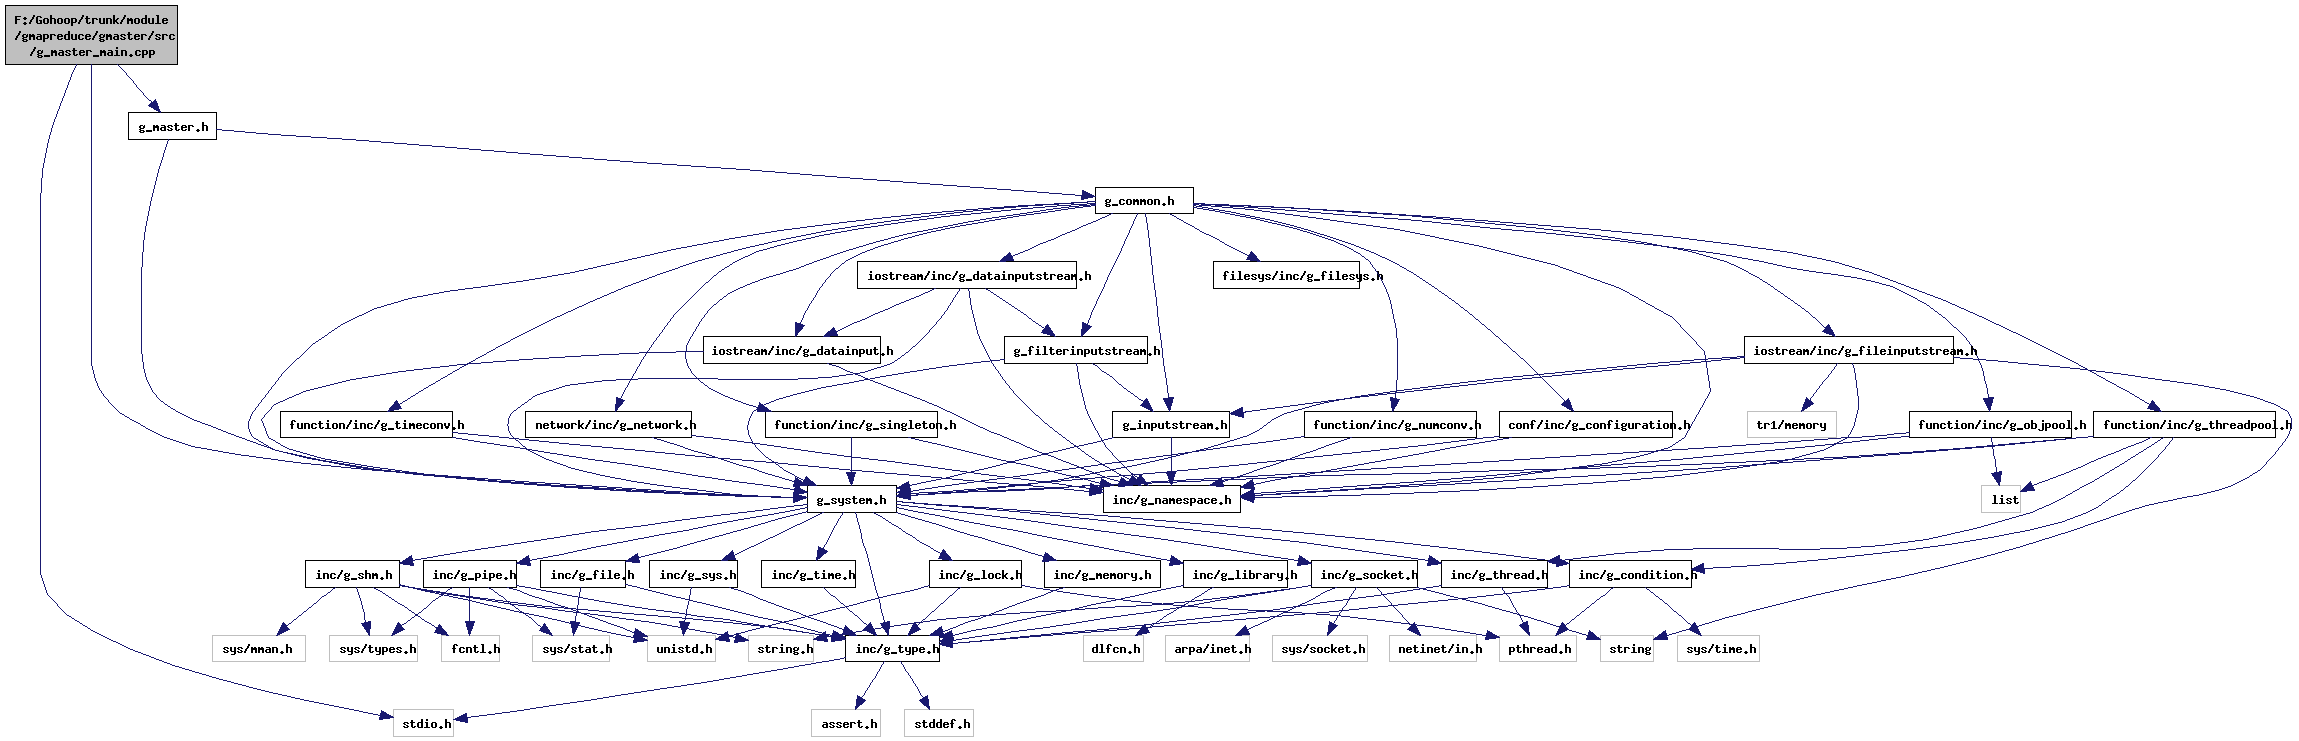 F:/Gohoop/trunk/module
/gmapreduce/gmaster/src
/g_master_main.cpp
g_master.h
g_common.h
iostream/inc/g_datainputstream.h
filesys/inc/g_filesys.h
iostream/inc/g_datainput.h
g_filterinputstream.h
iostream/inc/g_fileinputstream.h
function/inc/g_timeconv.h
network/inc/g_network.h
function/inc/g_singleton.h
g_inputstream.h
function/inc/g_numconv.h
conf/inc/g_configuration.h
tr1/memory
function/inc/g_objpool.h
function/inc/g_threadpool.h
g_system.h
inc/g_namespace.h
list
inc/g_shm.h
inc/g_pipe.h
inc/g_file.h
inc/g_sys.h
inc/g_time.h
inc/g_lock.h
inc/g_memory.h
inc/g_library.h
inc/g_socket.h
inc/g_thread.h
inc/g_condition.h
sys/mman.h
sys/types.h
fcntl.h
sys/stat.h
unistd.h
string.h
inc/g_type.h
dlfcn.h
arpa/inet.h
sys/socket.h
netinet/in.h
pthread.h
string
sys/time.h
stdio.h
assert.h
stddef.h